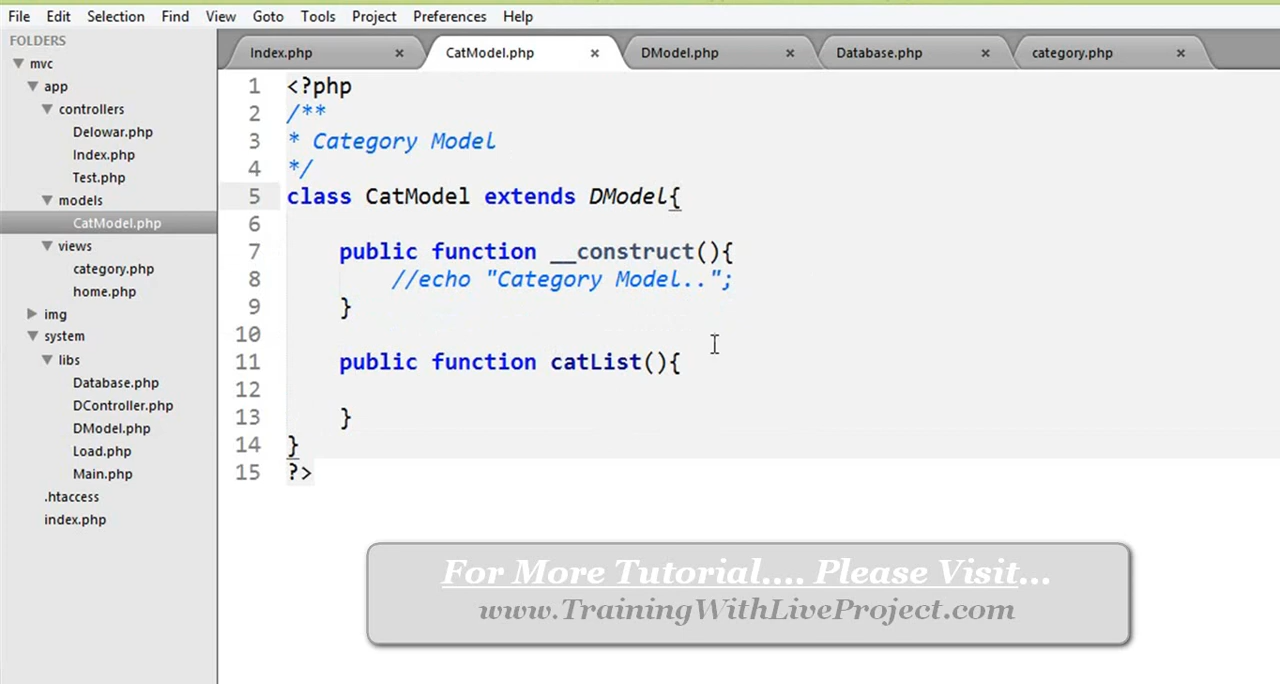 File Edit Selection Find View Goto Tools Project Preferences Help
FOLDERS
mvc
app
controllers
Delowar.php
Index.php
Test.php
models
CatModel.php
views
category.php
home.php
img
system
libs
Database.php
DController.php
DModel.php
Load.php
Main.php
.htaccess
index.php
Index.php × CatModel.php × DModel.php × Database.php × category.php ×
1 <?php
2 /**
3 * Category Model
4 */
5 class CatModel extends DModel{
6
7 public function __construct(){
8 //echo "Category Model..";
9 }
10
11 public function catList(){
12
13 }
14 }
15 ?>
For More Tutorial.... Please Visit...
www.TrainingWithLiveProject.com